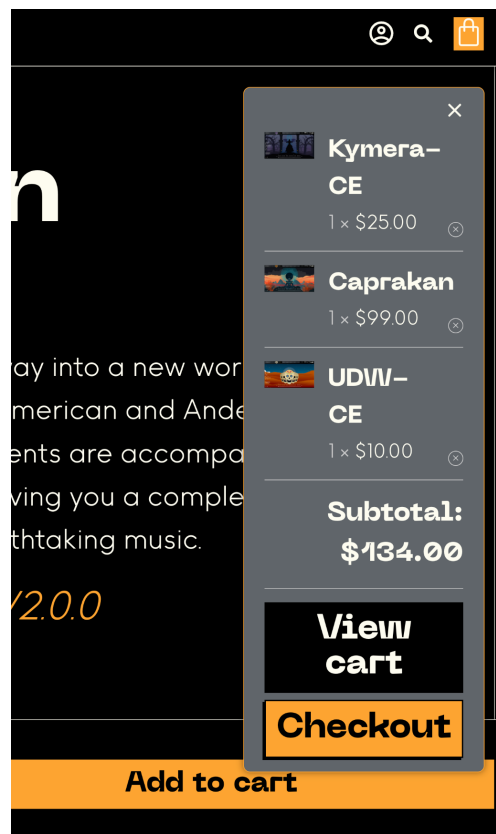 n
Kymera–
CE
1 × $25.00
Caprakan
1 × $99.00
UDW–
CE
1 × $10.00
Subtotal:
$134.00
View
cart
Checkout
ay into a new wor
merican and Ande
ents are accompa
ving you a comple
thtaking music.
V2.0.0
Add to cart